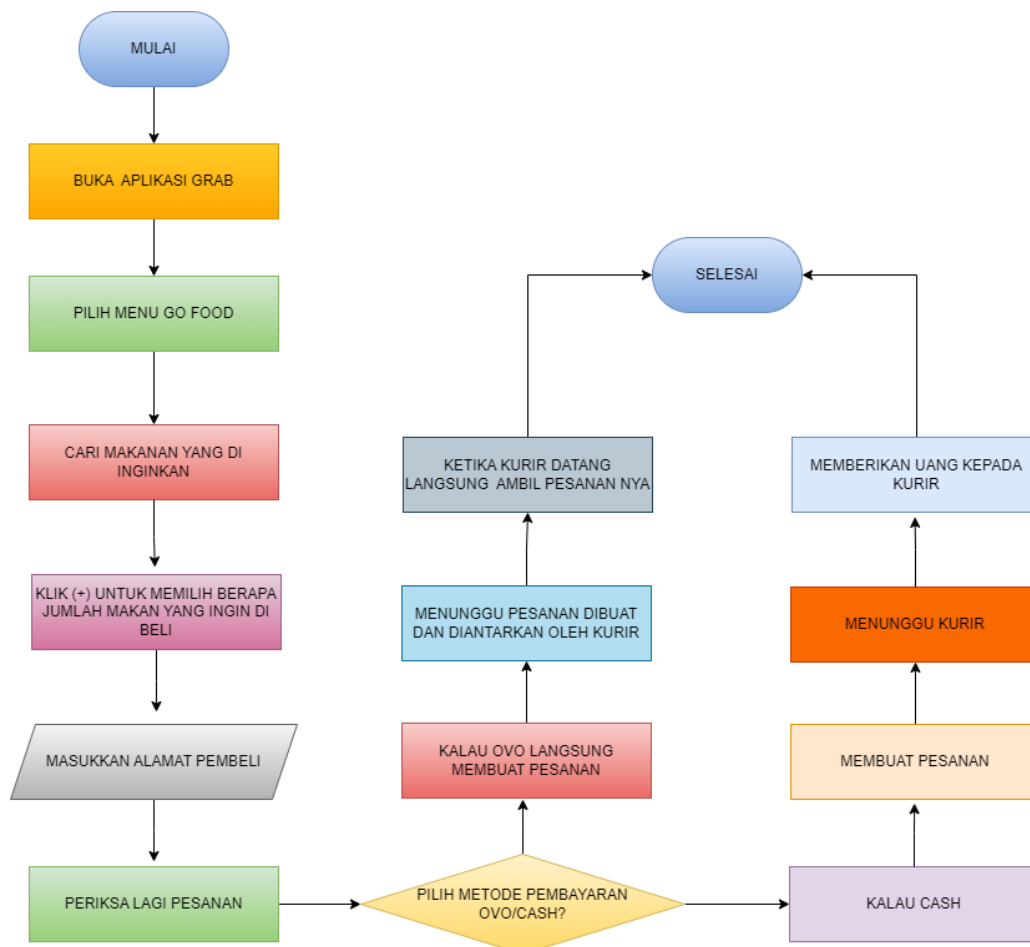 MULAI
BUKA APLIKASI GRAB
PILIH MENU GO FOOD
CARI MAKANAN YANG DI
INGINKAN
KLIK (+) UNTUK MEMILIH BERAPA
JUMLAH MAKAN YANG INGIN DI
BELI
MASUKKAN ALAMAT PEMBELI
PERIKSA LAGI PESANAN
PILIH METODE PEMBAYARAN
OVO/CASH?
KALAU OVO LANGSUNG
MEMBUAT PESANAN
MENUNGGU PESANAN DIBUAT
DAN DIANTARKAN OLEH KURIR
KETIKA KURIR DATANG
LANGSUNG AMBIL PESANAN NYA
KALAU CASH
MEMBUAT PESANAN
MENUNGGU KURIR
MEMBERIKAN UANG KEPADA
KURIR
SELESAI